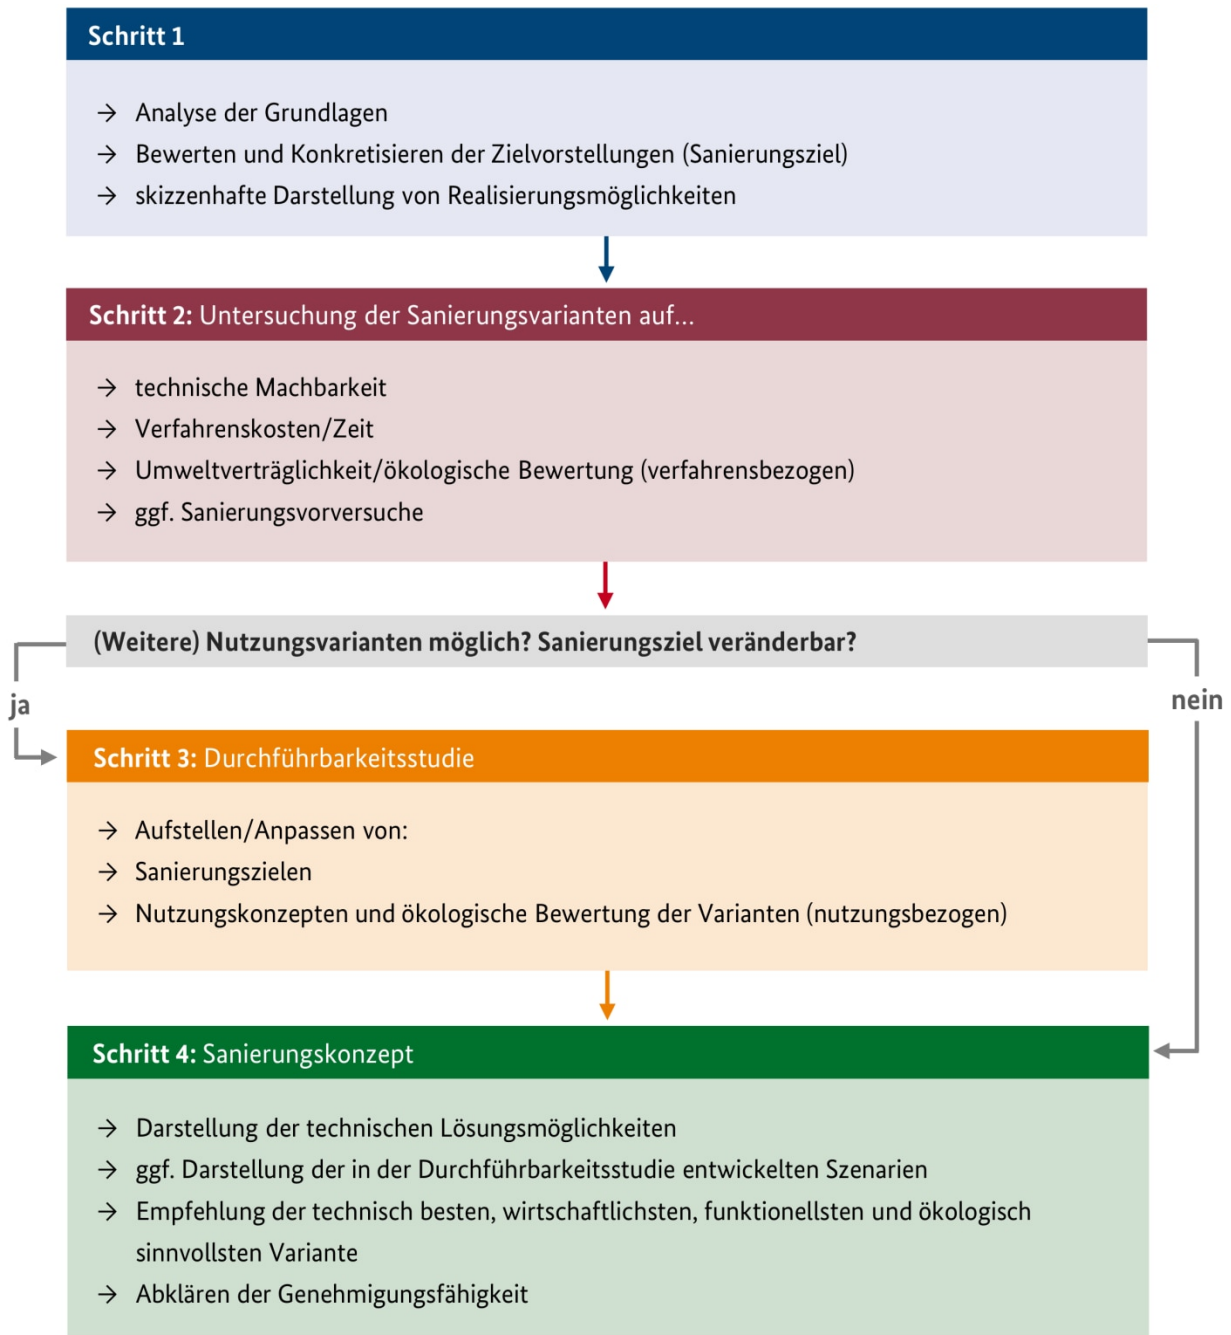 Schritt 1
→ Analyse der Grundlagen
→ Bewerten und Konkretisieren der Zielvorstellungen (Sanierungsziel)
→ skizzenhafte Darstellung von Realisierungsmöglichkeiten
Schritt 2: Untersuchung der Sanierungsvarianten auf...
→ technische Machbarkeit
→ Verfahrenskosten/Zeit
→ Umweltverträglichkeit/ökologische Bewertung (verfahrensbezogen)
→ ggf. Sanierungsvorversuche
(Weitere) Nutzungsvarianten möglich? Sanierungsziel veränderbar?
ja
nein
Schritt 3: Durchführbarkeitsstudie
→ Aufstellen/Anpassen von:
→ Sanierungszielen
→ Nutzungskonzepten und ökologische Bewertung der Varianten (nutzungsbezogen)
Schritt 4: Sanierungskonzept
→ Darstellung der technischen Lösungsmöglichkeiten
→ ggf. Darstellung der in der Durchführbarkeitsstudie entwickelten Szenarien
→ Empfehlung der technisch besten, wirtschaftlichsten, funktionellsten und ökologisch
sinnvollsten Variante
→ Abklären der Genehmigungsfähigkeit